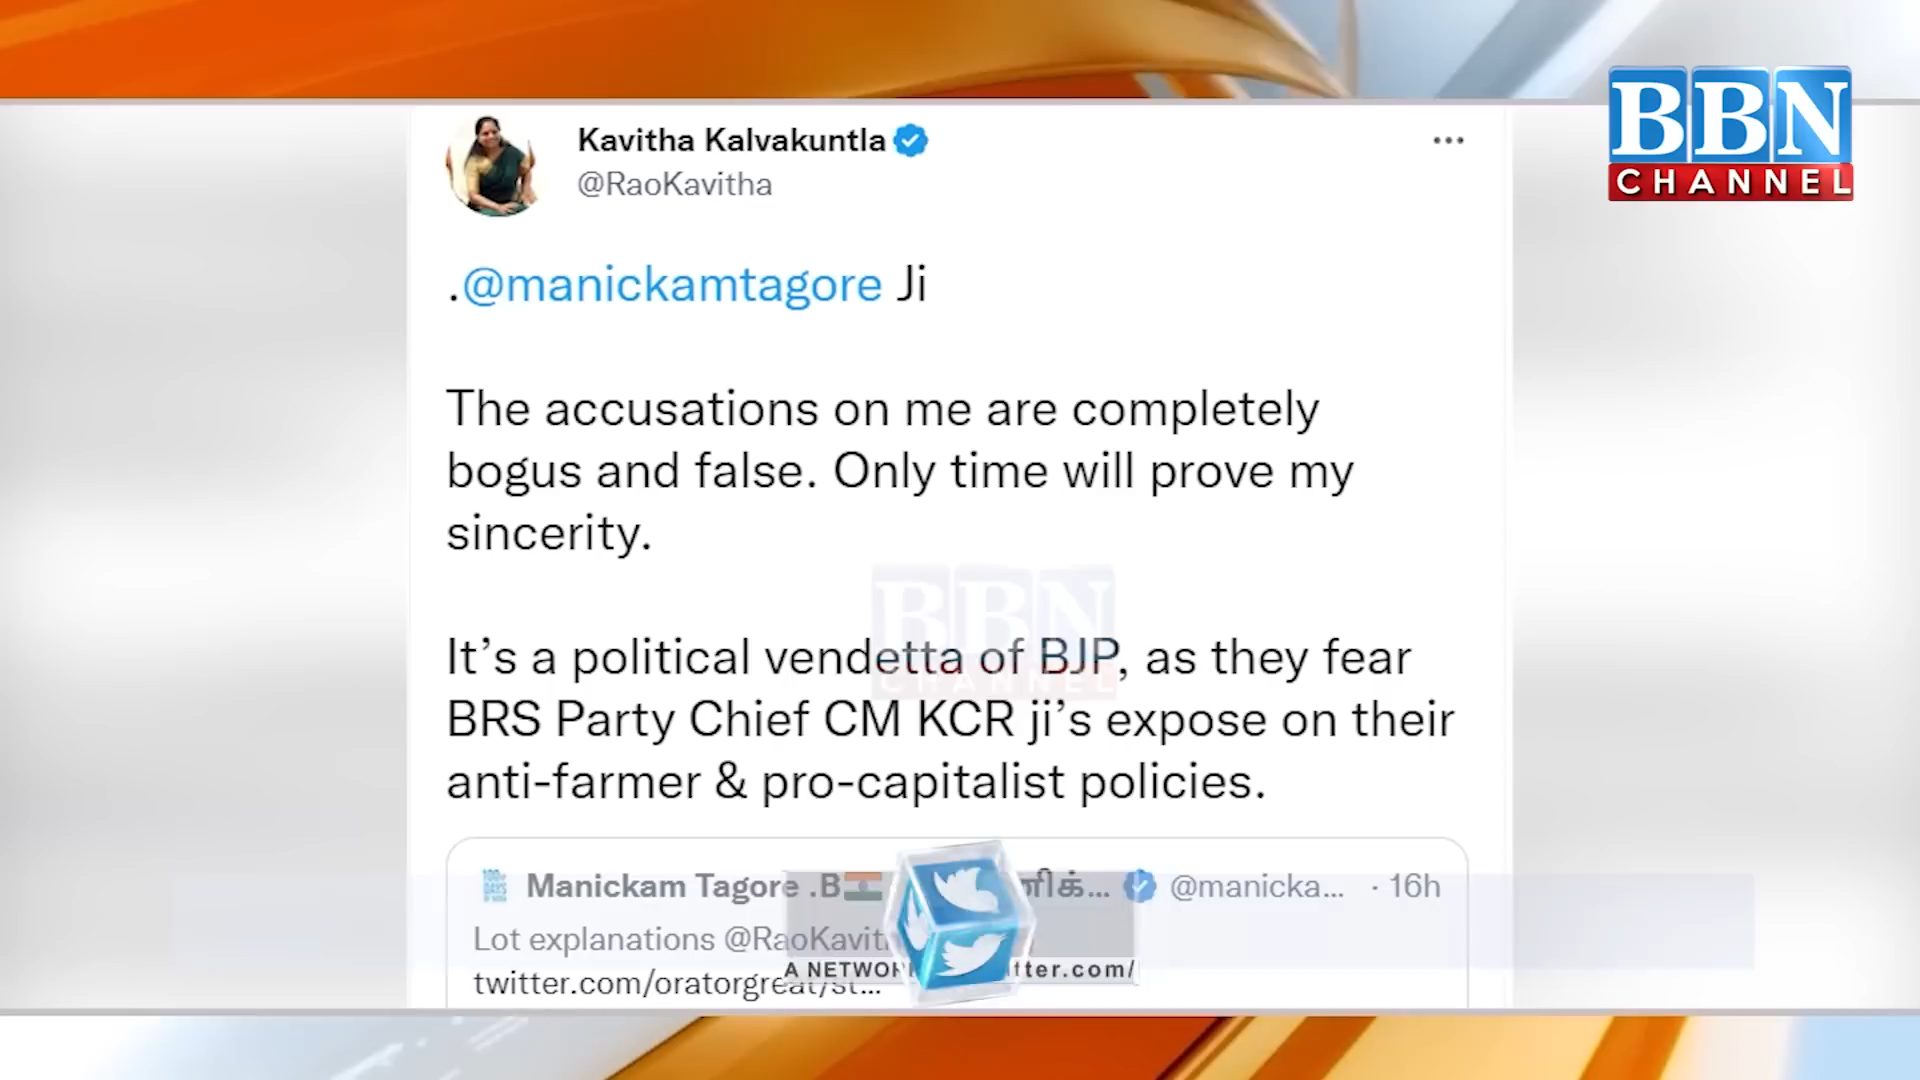 BBN
CHANNEL
Kavitha Kalvakuntla
@RaoKavitha
.@manickamtagore Ji
The accusations on me are completely
bogus and false. Only time will prove my
sincerity.
It’s a political vendetta of BJP, as they fear
BRS Party Chief CM KCR ji’s expose on their
anti-farmer & pro-capitalist policies.
BBN
CHANNEL
Manickam Tagore .B ... @manicka... · 16h
Lot explanations
twitter.com/oratorgreat/st...
A